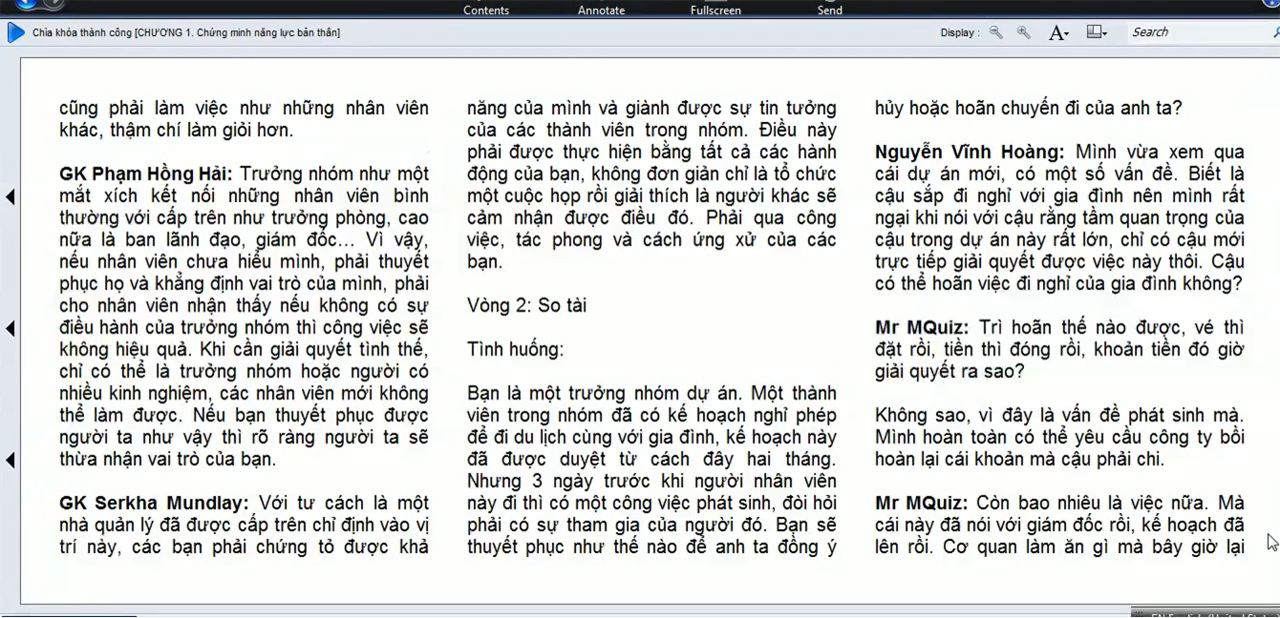 Contents
Annotate
Fullscreen
Send
Chìa khóa thành công [CHƯƠNG 1. Chứng minh năng lực bản thân]
Display :
A
Search
cũng phải làm việc như những nhân viên
khác, thậm chí làm giỏi hơn.
GK Phạm Hồng Hải: Trưởng nhóm như một
mắt xích kết nối những nhân viên bình
thường với cấp trên như trưởng phòng, cao
nữa là ban lãnh đạo, giám đốc... Vì vậy,
nếu nhân viên chưa hiểu mình, phải thuyết
phục họ và khẳng định vai trò của mình, phải
cho nhân viên nhận thấy nếu không có sự
điều hành của trưởng nhóm thì công việc sẽ
không hiệu quả. Khi cần giải quyết tình thế,
chỉ có thể là trưởng nhóm hoặc người có
nhiều kinh nghiệm, các nhân viên mới không
thể làm được. Nếu bạn thuyết phục được
người ta như vậy thì rõ ràng người ta sẽ
thừa nhận vai trò của bạn.
GK Serkha Mundlay: Với tư cách là một
nhà quản lý đã được cấp trên chỉ định vào vị
trí này, các bạn phải chứng tỏ được khả
năng của mình và giành được sự tin tưởng
của các thành viên trong nhóm. Điều này
phải được thực hiện bằng tất cả các hành
động của bạn, không đơn giản chỉ là tổ chức
một cuộc họp rồi giải thích là người khác sẽ
cảm nhận được điều đó. Phải qua công
việc, tác phong và cách ứng xử của các
bạn.
Vòng 2: So tài
Tình huống:
Bạn là một trưởng nhóm dự án. Một thành
viên trong nhóm đã có kế hoạch nghỉ phép
để đi du lịch cùng với gia đình, kế hoạch này
đã được duyệt từ cách đây hai tháng.
Nhưng 3 ngày trước khi người nhân viên
này đi thì có một công việc phát sinh, đòi hỏi
phải có sự tham gia của người đó. Bạn sẽ
thuyết phục như thế nào để anh ta đồng ý
hủy hoặc hoãn chuyến đi của anh ta?
Nguyễn Vĩnh Hoàng: Mình vừa xem qua
cái dự án mới, có một số vấn đề. Biết là
cậu sắp đi nghỉ với gia đình nên mình rất
ngại khi nói với cậu rằng tầm quan trọng của
cậu trong dự án này rất lớn, chỉ có cậu mới
trực tiếp giải quyết được việc này thôi. Cậu
có thể hoãn việc đi nghỉ của gia đình không?
Mr MQuiz: Trì hoãn thế nào được, vé thì
đặt rồi, tiền thì đóng rồi, khoản tiền đó giờ
giải quyết ra sao?
Không sao, vì đây là vấn đề phát sinh mà.
Mình hoàn toàn có thể yêu cầu công ty bồi
hoàn lại cái khoản mà cậu phải chi.
Mr MQuiz: Còn bao nhiêu là việc nữa. Mà
cái này đã nói với giám đốc rồi, kế hoạch đã
lên rồi. Cơ quan làm ăn gì mà bây giờ lại